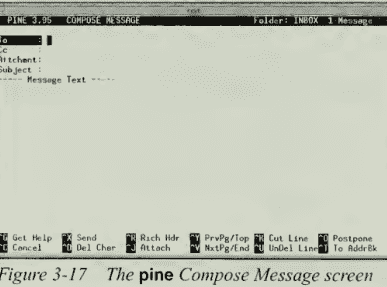 PINE 3.95 COMPOSE MESSAGE Folder: INBOX 1 Message
To :
Cc :
Attchmnt:
Subject :
----- Message Text -----
^G Get Help ^X Send ^R Rich Hdr ^Y PrvPg/Top ^K Cut Line ^O Postpone
^C Cancel ^D Del Char ^J Attach ^V NxtPg/End ^U UnDel Line ^T To AddrBk
Figure 3-17 The pine Compose Message screen